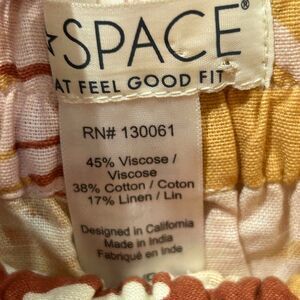 ☆SPACE®
AT FEEL GOOD FIT
RN# 130061
45% Viscose /
Viscose
38% Cotton / Coton
17% Linen / Lin
Designed in California
Made in India
Fabriqué en Inde